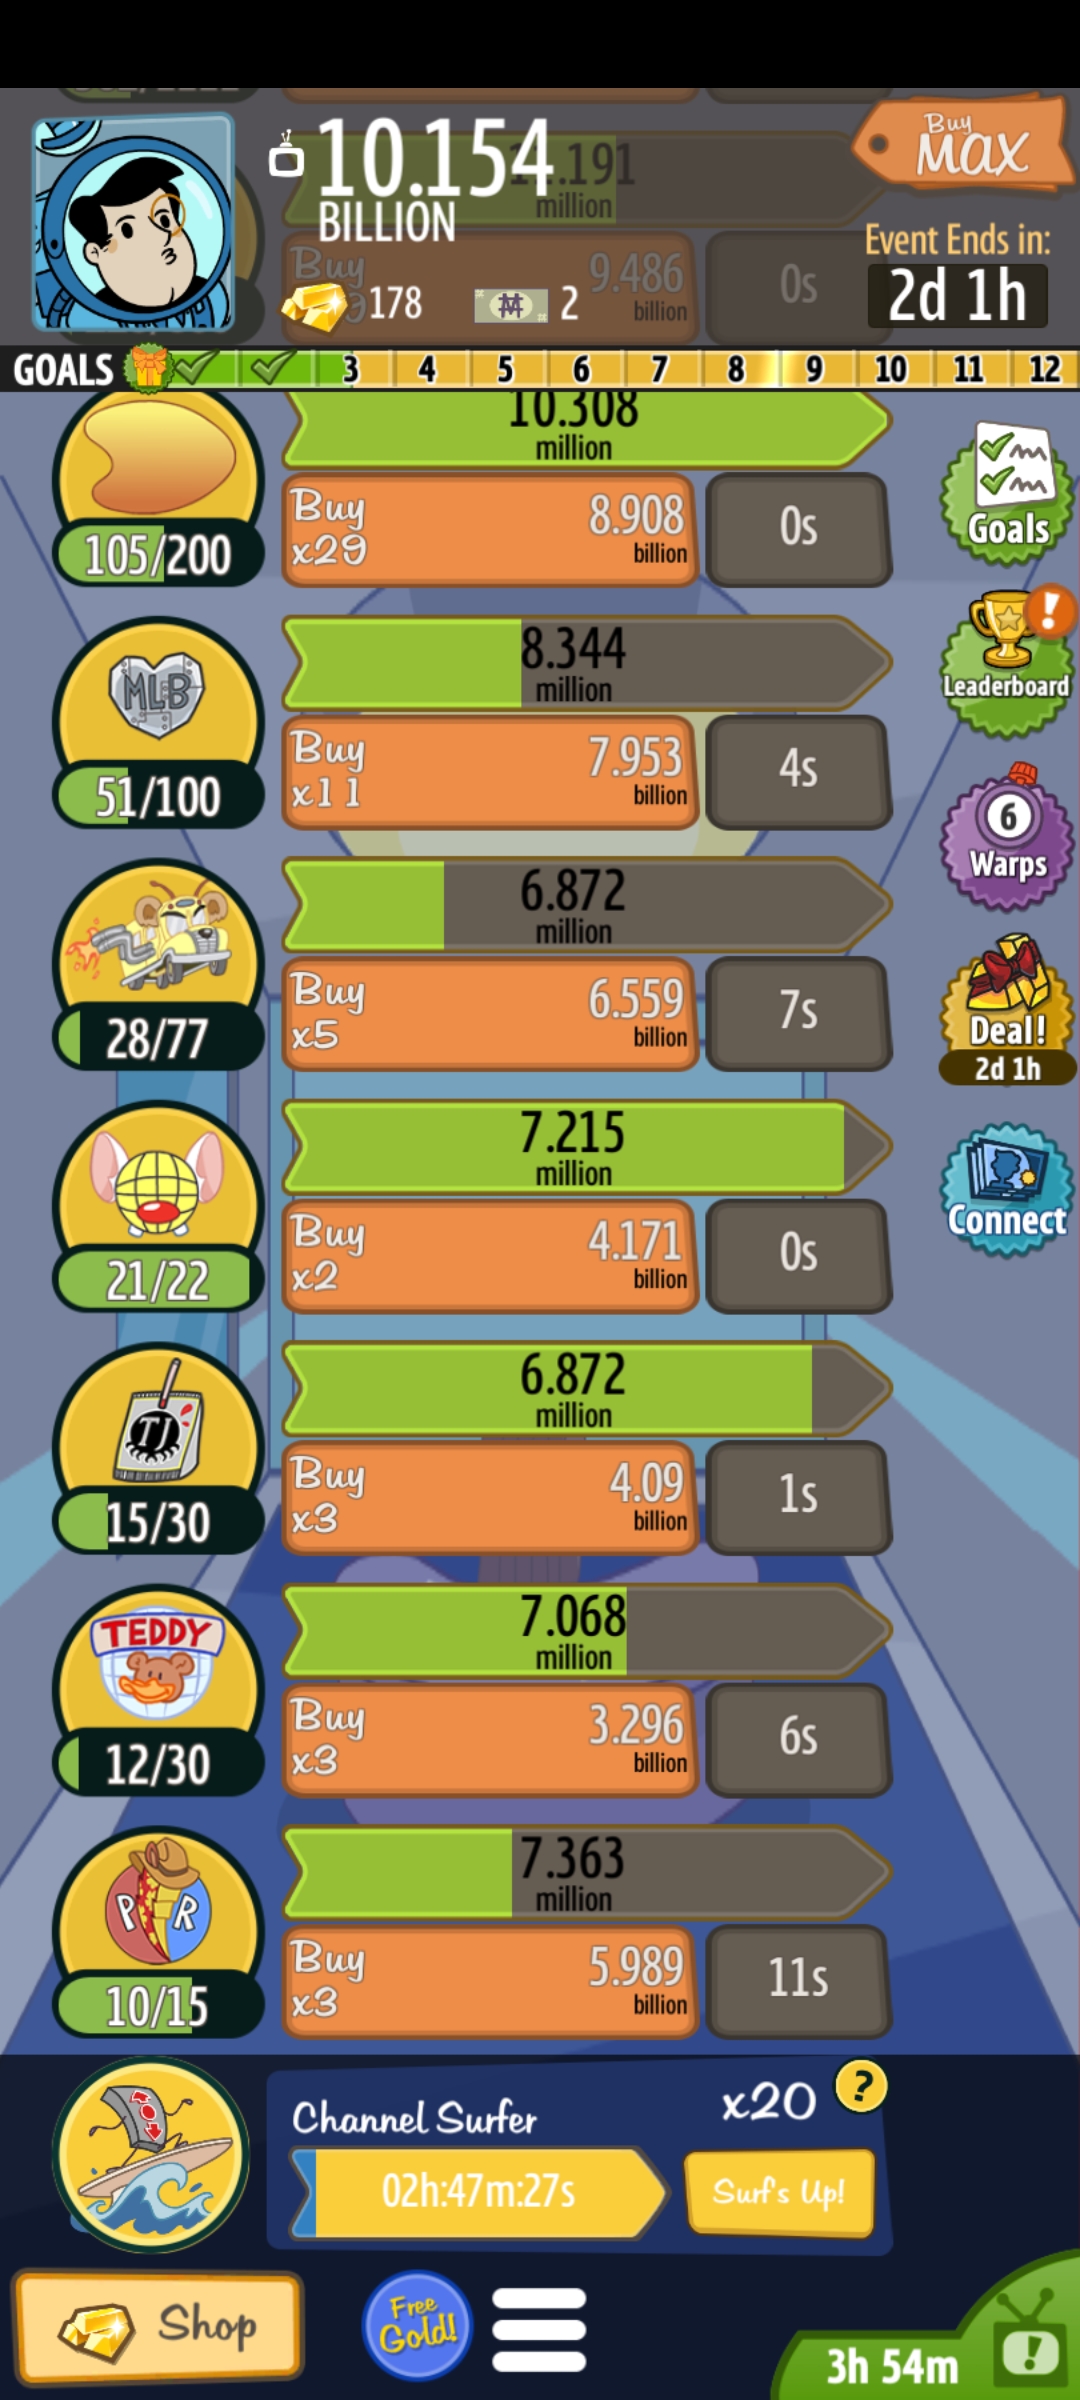 10.154
BILLION
.191
million
Buy
MAX
Event Ends in:
2d 1h
Buy
9.486
billion
0s
178
2
GOALS
3
4
5
6
7
8
9
10
11
12
10.308
million
105/200
Buy
x29
8.908
billion
0s
Goals
MLB
8.344
million
51/100
Buy
x11
7.953
billion
4s
!
Leaderboard
6
Warps
6.872
million
28/77
Buy
x5
6.559
billion
7s
Deal!
2d 1h
7.215
million
21/22
Buy
x2
4.171
billion
0s
Connect
TJ
6.872
million
15/30
Buy
x3
4.09
billion
1s
TEDDY
7.068
million
12/30
Buy
x3
3.296
billion
6s
P R
7.363
million
10/15
Buy
x3
5.989
billion
11s
Channel Surfer
x20
?
02h:47m:27s
Surf's Up!
Shop
Free
Gold!
3h 54m
!